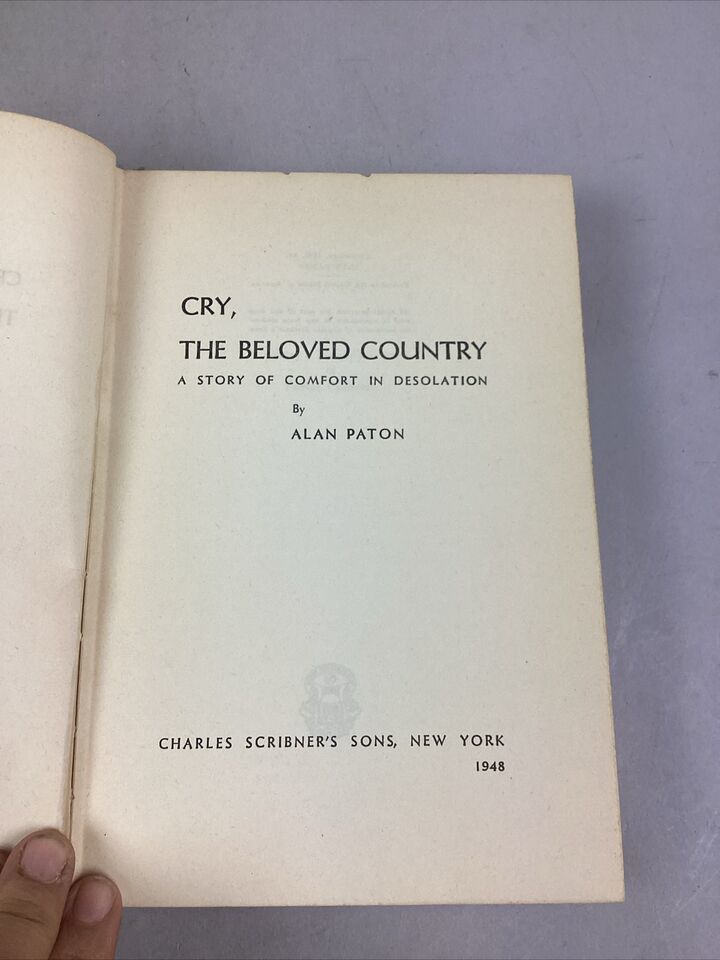 CRY,
THE BELOVED COUNTRY
A STORY OF COMFORT IN DESOLATION
By
ALAN PATON
CHARLES SCRIBNER'S SONS, NEW YORK
1948